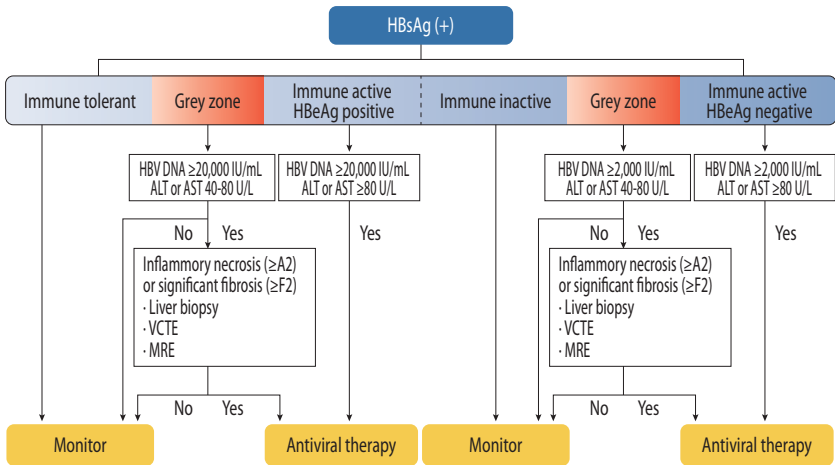 HBsAg (+)
Immune tolerant
Grey zone
Immune active
HBeAg positive
Immune inactive
Grey zone
Immune active
HBeAg negative
HBV DNA ≥20,000 IU/mL
ALT or AST 40-80 U/L
HBV DNA ≥20,000 IU/mL
ALT or AST ≥80 U/L
HBV DNA ≥2,000 IU/mL
ALT or AST 40-80 U/L
HBV DNA ≥2,000 IU/mL
ALT or AST ≥80 U/L
No Yes
Yes
No Yes
Yes
Inflammory necrosis (≥A2)
or significant fibrosis (≥F2)
· Liver biopsy
· VCTE
· MRE
Inflammory necrosis (≥A2)
or significant fibrosis (≥F2)
· Liver biopsy
· VCTE
· MRE
No Yes
No Yes
Monitor
Antiviral therapy
Monitor
Antiviral therapy